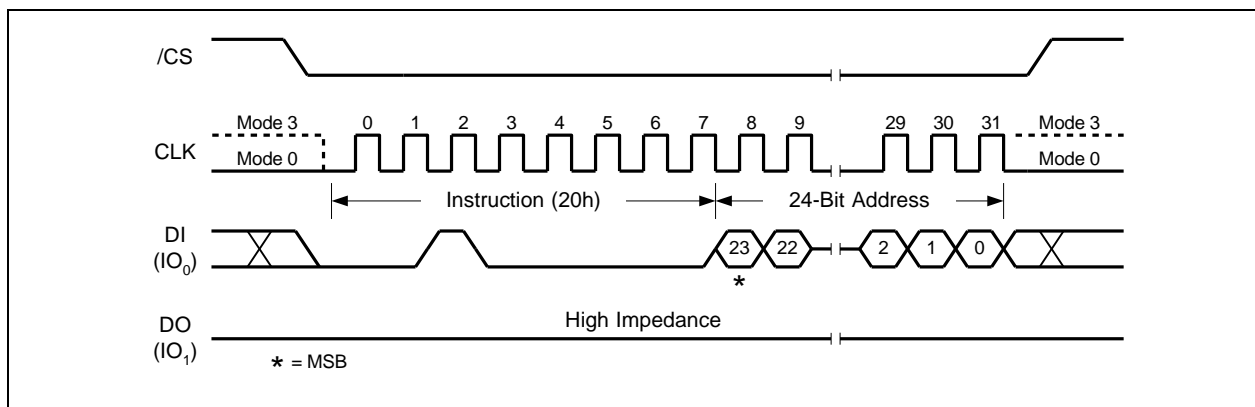 /CS
Mode 3 0 1 2 3 4 5 6 7 8 9 29 30 31 Mode 3
CLK Mode 0 Mode 0
Instruction (20h) 24-Bit Address
DI
(IO₀)
23 22 2 1 0
*
High Impedance
DO
(IO₁)
* = MSB